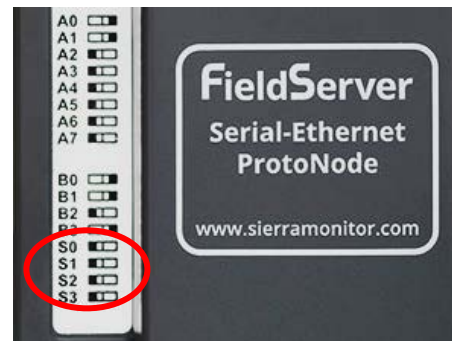 A0
A1
A2
A3
A4
A5
A6
A7
B0
B1
B2
B3
S0
S1
S2
S3
FieldServer
Serial-Ethernet
ProtoNode
www.sierramonitor.com